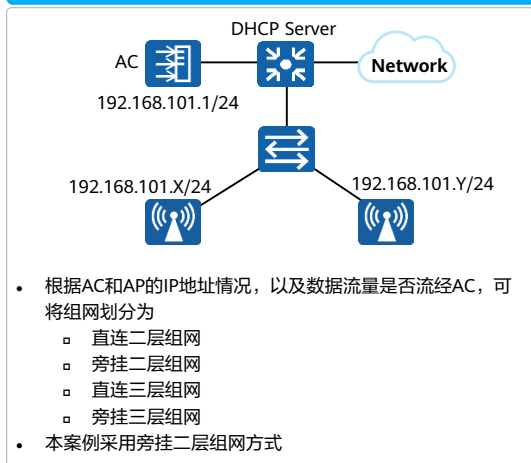 DHCP Server
AC
Network
192.168.101.1/24
192.168.101.X/24
192.168.101.Y/24
• 根据AC和AP的IP地址情况，以及数据流量是否流经AC，可
将组网划分为
▫ 直连二层组网
▫ 旁挂二层组网
▫ 直连三层组网
▫ 旁挂三层组网
• 本案例采用旁挂二层组网方式